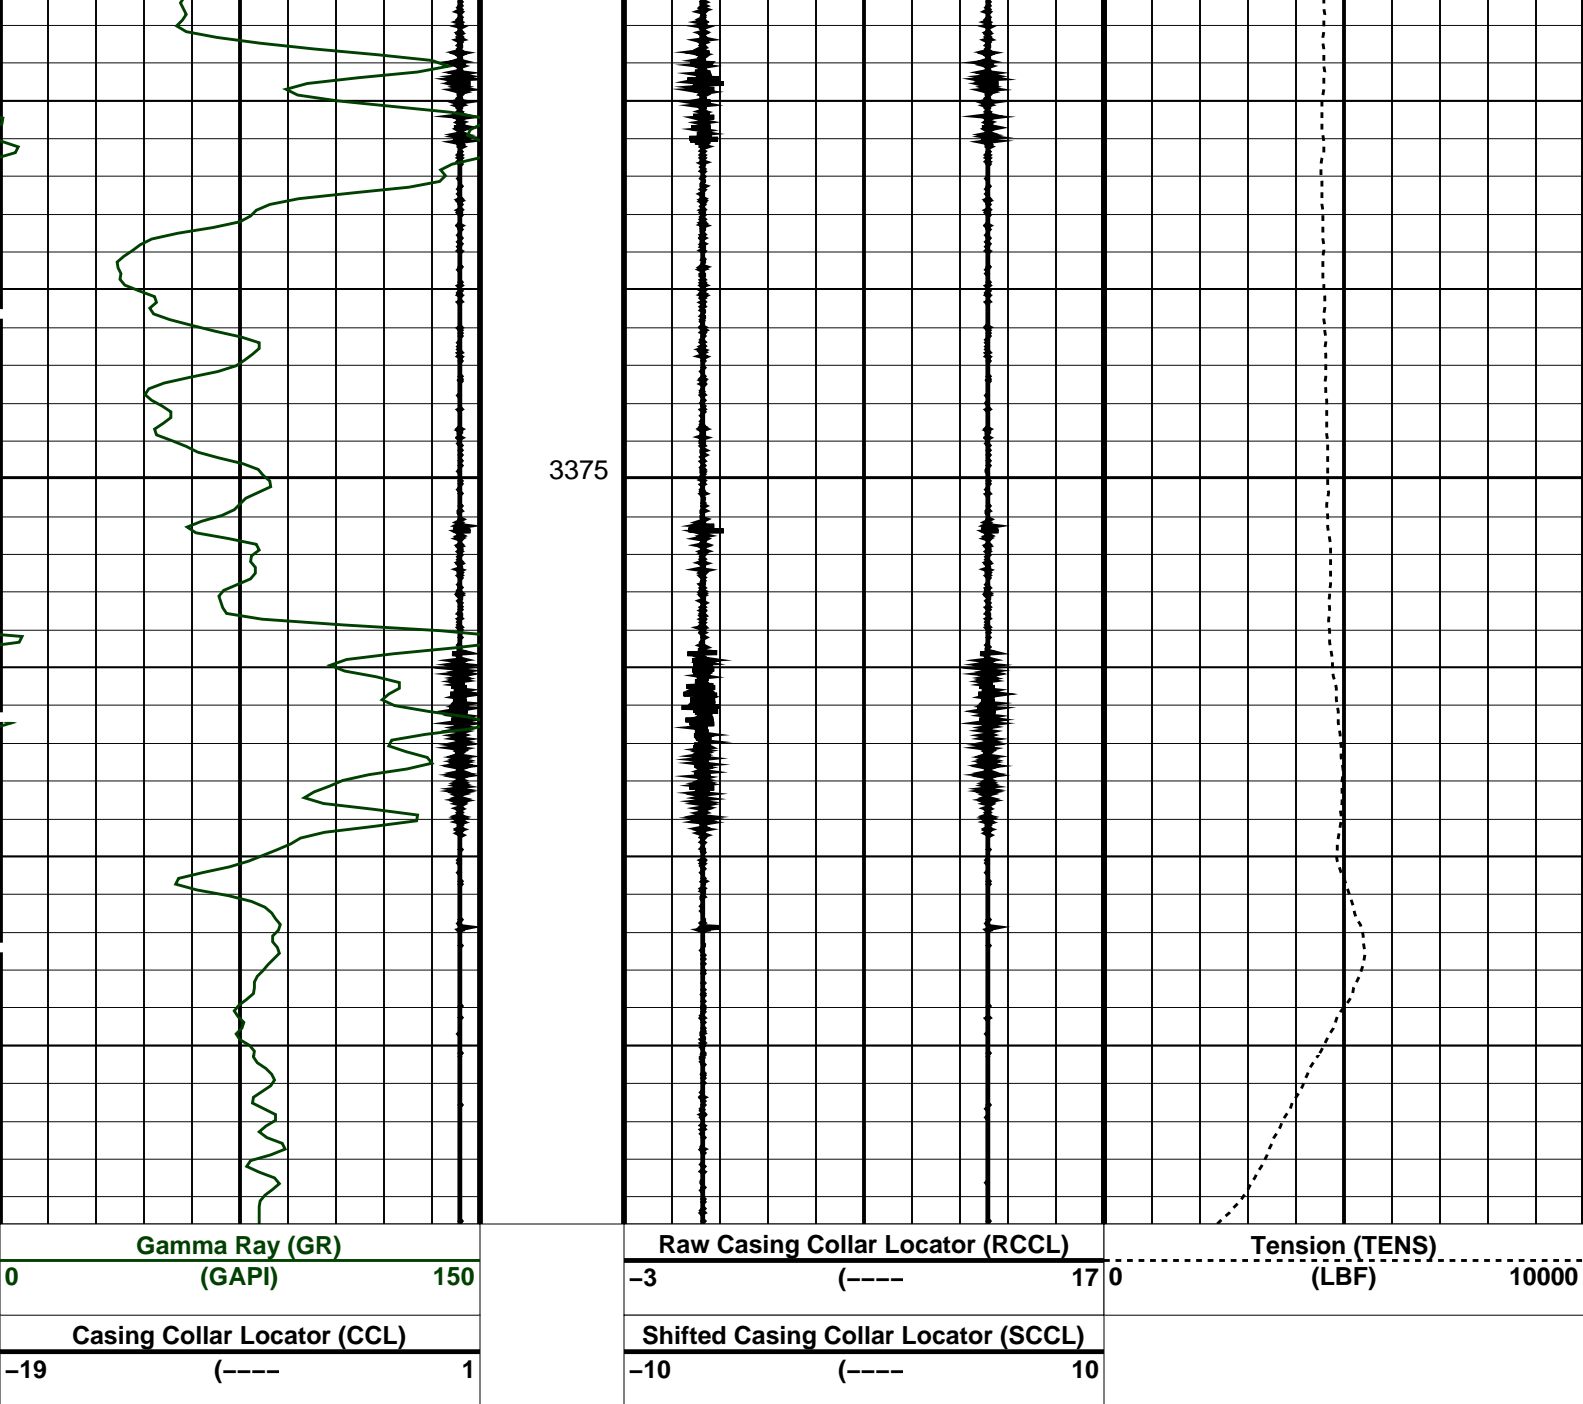 3375
Gamma Ray (GR)
0 (GAPI) 150
Casing Collar Locator (CCL)
−19 (−−−− 1
Raw Casing Collar Locator (RCCL)
−3 (−−−− 17
Shifted Casing Collar Locator (SCCL)
−10 (−−−− 10
Tension (TENS)
0 (LBF) 10000